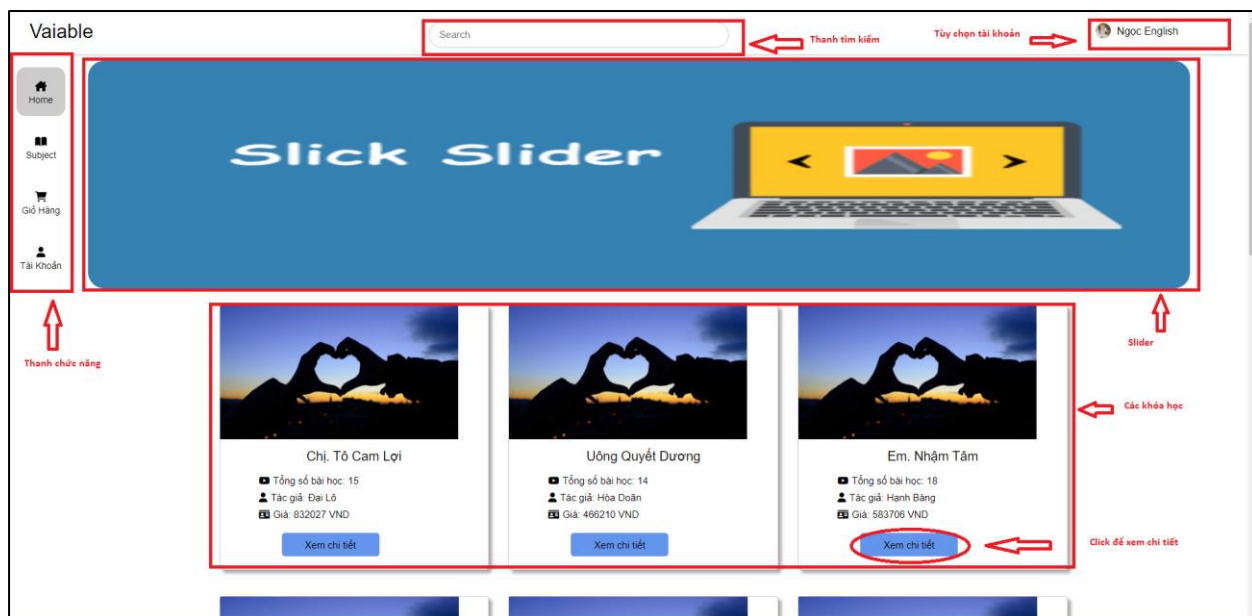 Vaiable
Search
Thanh tìm kiếm
Tùy chọn tài khoản
Ngọc English
Home
Subject
Giỏ Hàng
Tài Khoản
Thanh chức năng
Slick Slider
Slider
Các khóa học
Chị. Tô Cam Lợi
Tổng số bài học: 15
Tác giả: Đại Lô
Giá: 832027 VND
Xem chi tiết
Uông Quyết Dương
Tổng số bài học: 14
Tác giả: Hòa Doãn
Giá: 466210 VND
Xem chi tiết
Em. Nhậm Tâm
Tổng số bài học: 18
Tác giả: Hạnh Bàng
Giá: 583706 VND
Xem chi tiết
Click để xem chi tiết